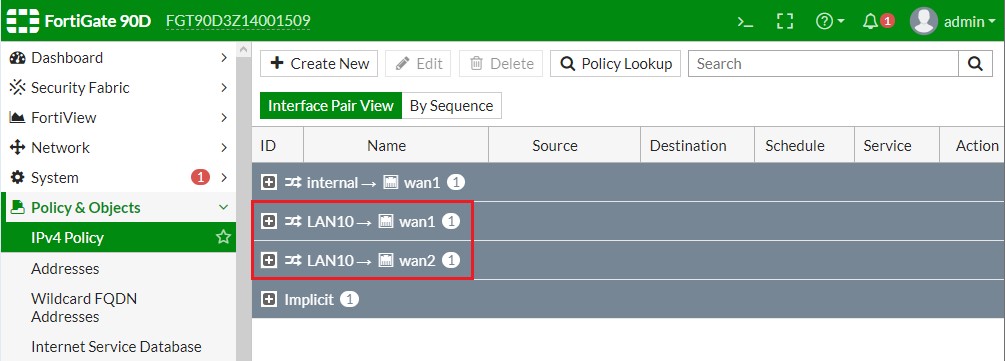 FortiGate 90D FGT90D3Z14001509 >_ 1 admin
Dashboard
Security Fabric
FortiView
Network
System 1
Policy & Objects
IPv4 Policy
Addresses
Wildcard FQDN
Addresses
Internet Service Database
+ Create New Edit Delete Policy Lookup Search
Interface Pair View By Sequence
ID Name Source Destination Schedule Service Action
internal → wan1 1
LAN10 → wan1 1
LAN10 → wan2 1
Implicit 1